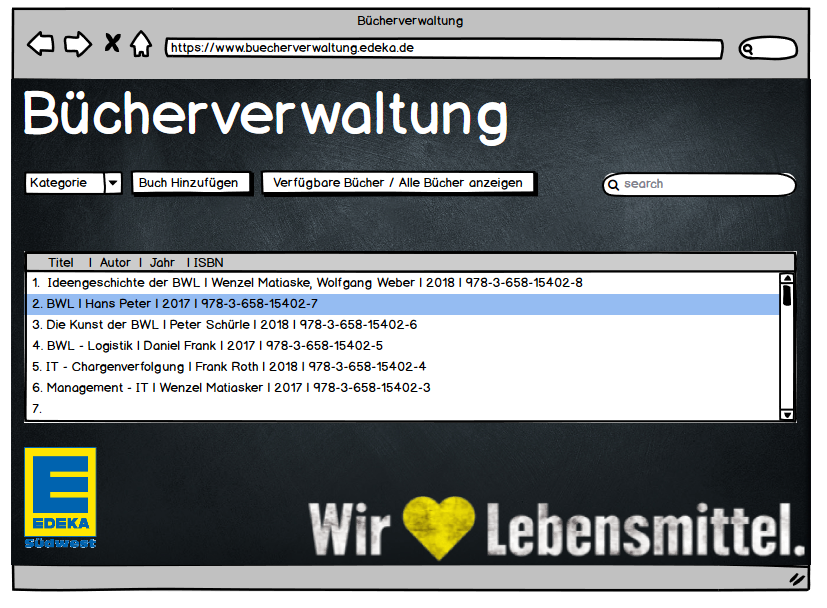 Bücherverwaltung
https://www.buecherverwaltung.edeka.de
Bücherverwaltung
Kategorie
Buch Hinzufügen
Verfügbare Bücher / Alle Bücher anzeigen
search
Titel | Autor | Jahr | ISBN
1. Ideengeschichte der BWL | Wenzel Matiaske, Wolfgang Weber | 2018 | 978-3-658-15402-8
2. BWL | Hans Peter | 2017 | 978-3-658-15402-7
3. Die Kunst der BWL | Peter Schürle | 2018 | 978-3-658-15402-6
4. BWL - Logistik | Daniel Frank | 2017 | 978-3-658-15402-5
5. IT - Chargenverfolgung | Frank Roth | 2018 | 978-3-658-15402-4
6. Management - IT | Wenzel Matiasker | 2017 | 978-3-658-15402-3
7.
E
EDEKA
Südwest
Wir Lebensmittel.